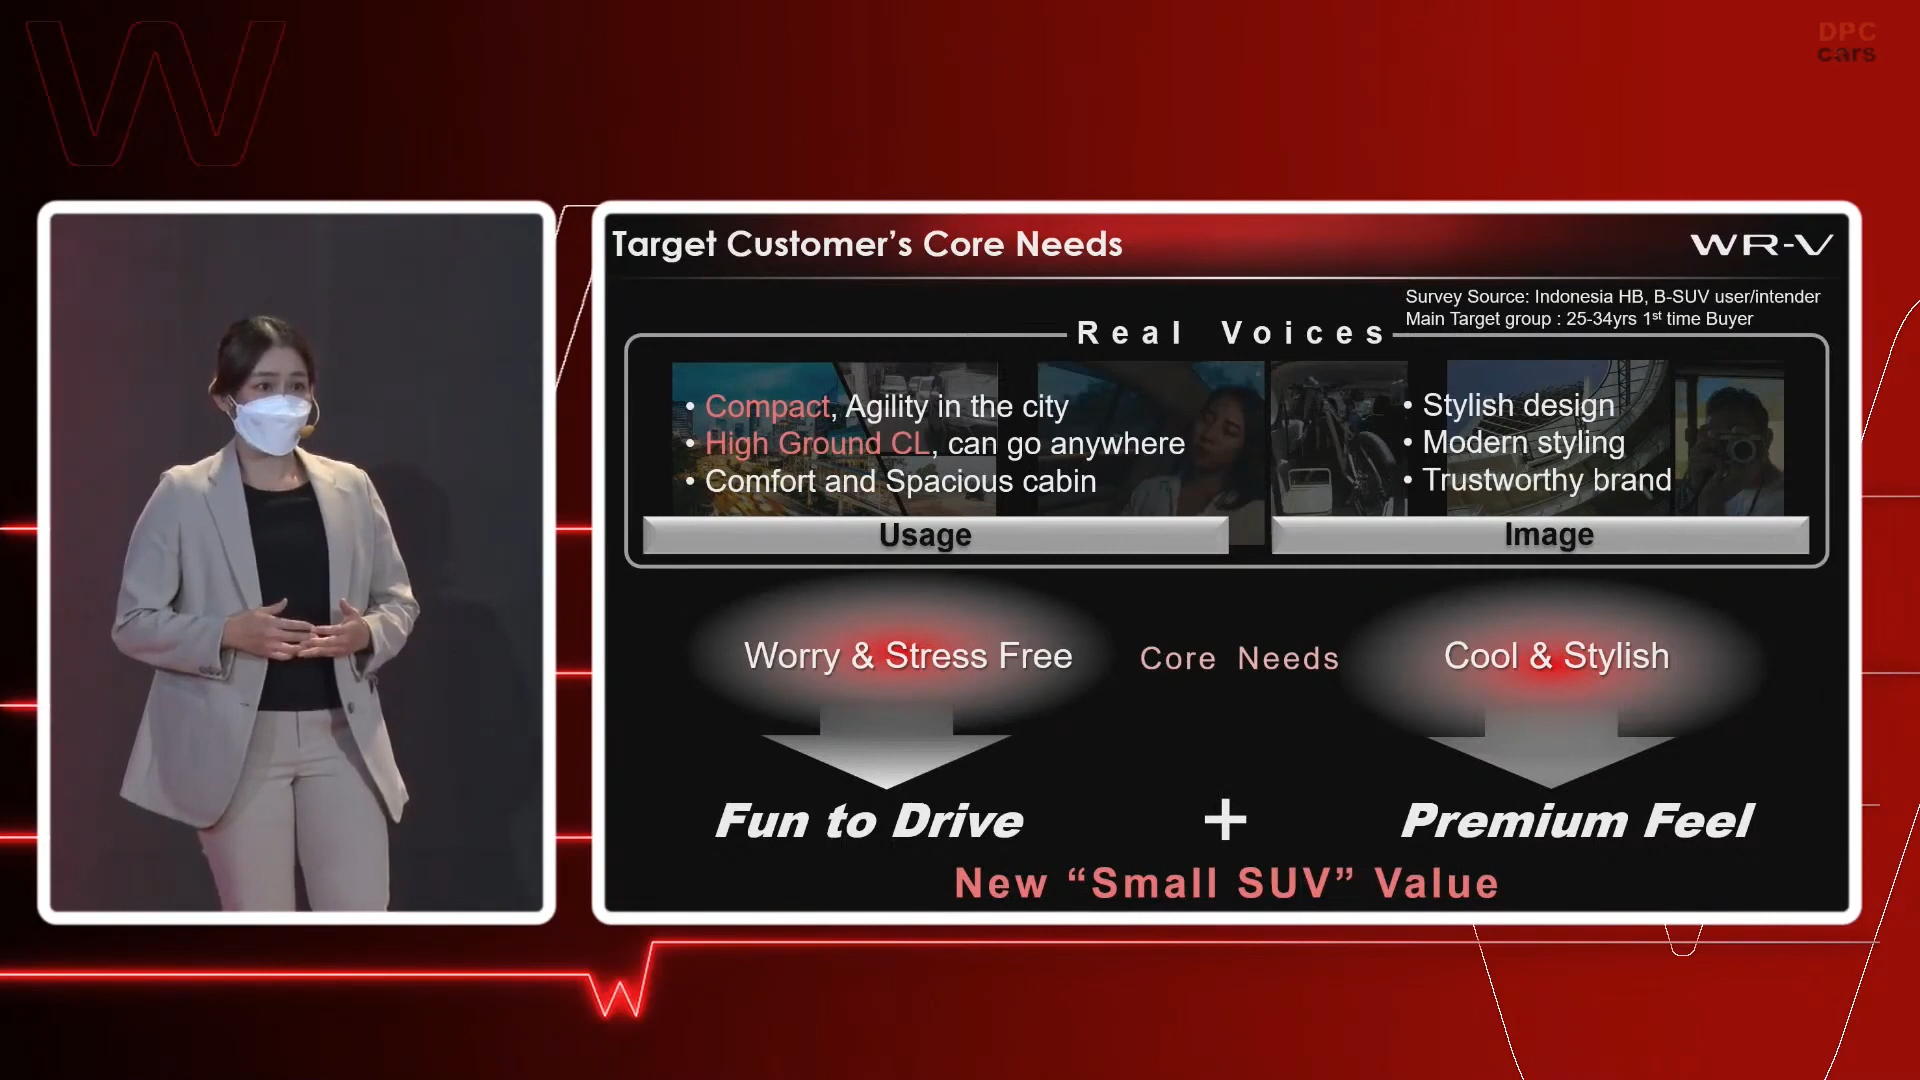 W
DPC
cars
Target Customer's Core Needs
WR-V
Survey Source: Indonesia HB, B-SUV user/intender
Main Target group : 25-34yrs 1st time Buyer
Real Voices
• Compact, Agility in the city
• High Ground CL, can go anywhere
• Comfort and Spacious cabin
Usage
• Stylish design
• Modern styling
• Trustworthy brand
Image
Worry & Stress Free
Core Needs
Cool & Stylish
Fun to Drive
+
Premium Feel
New “Small SUV” Value